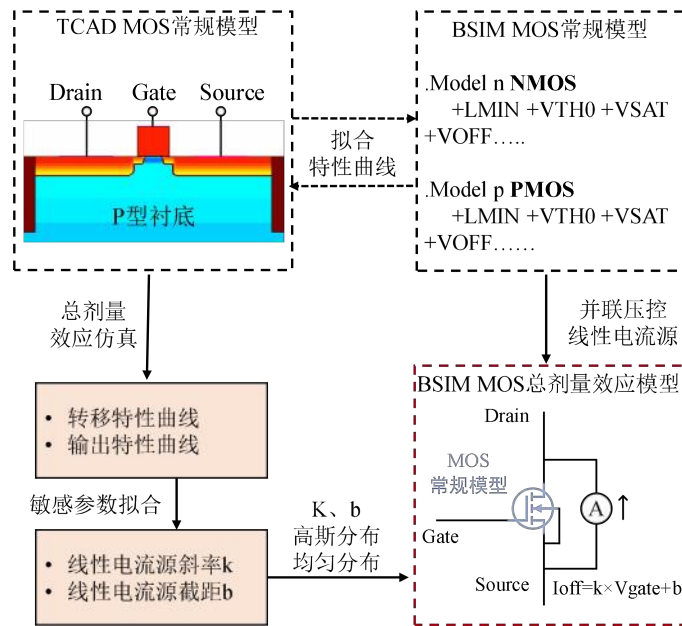 TCAD MOS常规模型
Drain
Gate
Source
P型衬底
拟合
特性曲线
BSIM MOS常规模型
.Model n NMOS
+LMIN +VTH0 +VSAT
+VOFF…..
.Model p PMOS
+LMIN +VTH0 +VSAT
+VOFF……
总剂量
效应仿真
并联压控
线性电流源
• 转移特性曲线
• 输出特性曲线
敏感参数拟合
• 线性电流源斜率k
• 线性电流源截距b
K、b
高斯分布
均匀分布
BSIM MOS总剂量效应模型
Drain
MOS
常规模型
A
Gate
Source
Ioff=k×Vgate+b